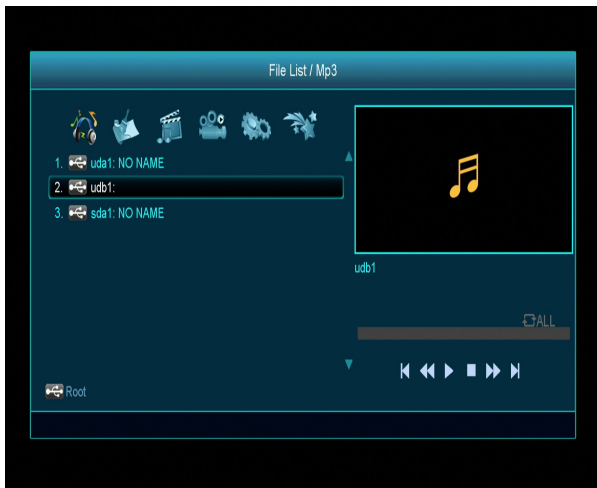 File List / Mp3
1. uda1: NO NAME
2. udb1:
3. sda1: NO NAME
udb1
ALL
Root